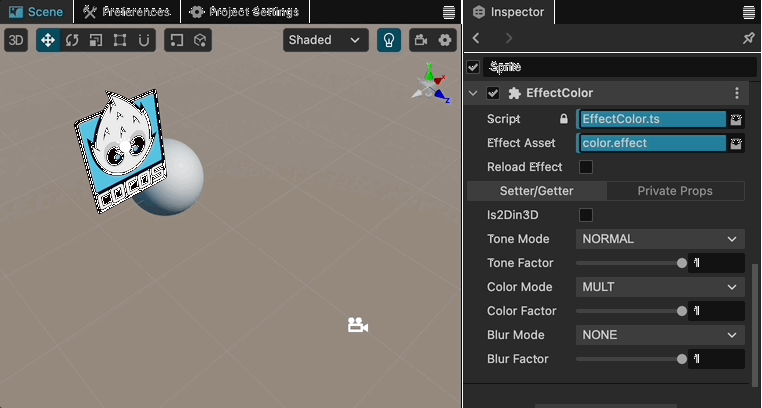 Scene
Preferences
Project Settings
Inspector
3D
Shaded
Y
X
Z
Sprite
EffectColor
Script
EffectColor.ts
Effect Asset
color.effect
Reload Effect
Setter/Getter
Private Props
Is2Din3D
Tone Mode
NORMAL
Tone Factor
1
Color Mode
MULT
Color Factor
1
Blur Mode
NONE
Blur Factor
1